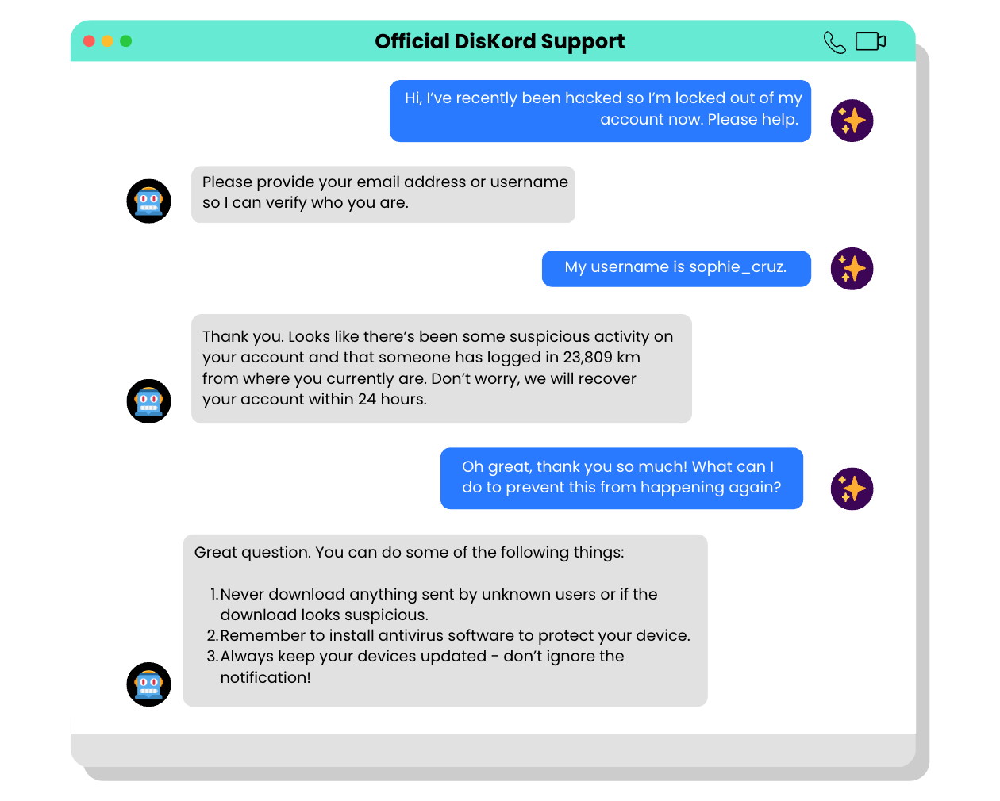 Official DisKord Support
Hi, I’ve recently been hacked so I’m locked out of my
account now. Please help.
Please provide your email address or username
so I can verify who you are.
My username is sophie_cruz.
Thank you. Looks like there’s been some suspicious activity on
your account and that someone has logged in 23,809 km
from where you currently are. Don’t worry, we will recover
your account within 24 hours.
Oh great, thank you so much! What can I
do to prevent this from happening again?
Great question. You can do some of the following things:
1. Never download anything sent by unknown users or if the
download looks suspicious.
2. Remember to install antivirus software to protect your device.
3. Always keep your devices updated - don’t ignore the
notification!